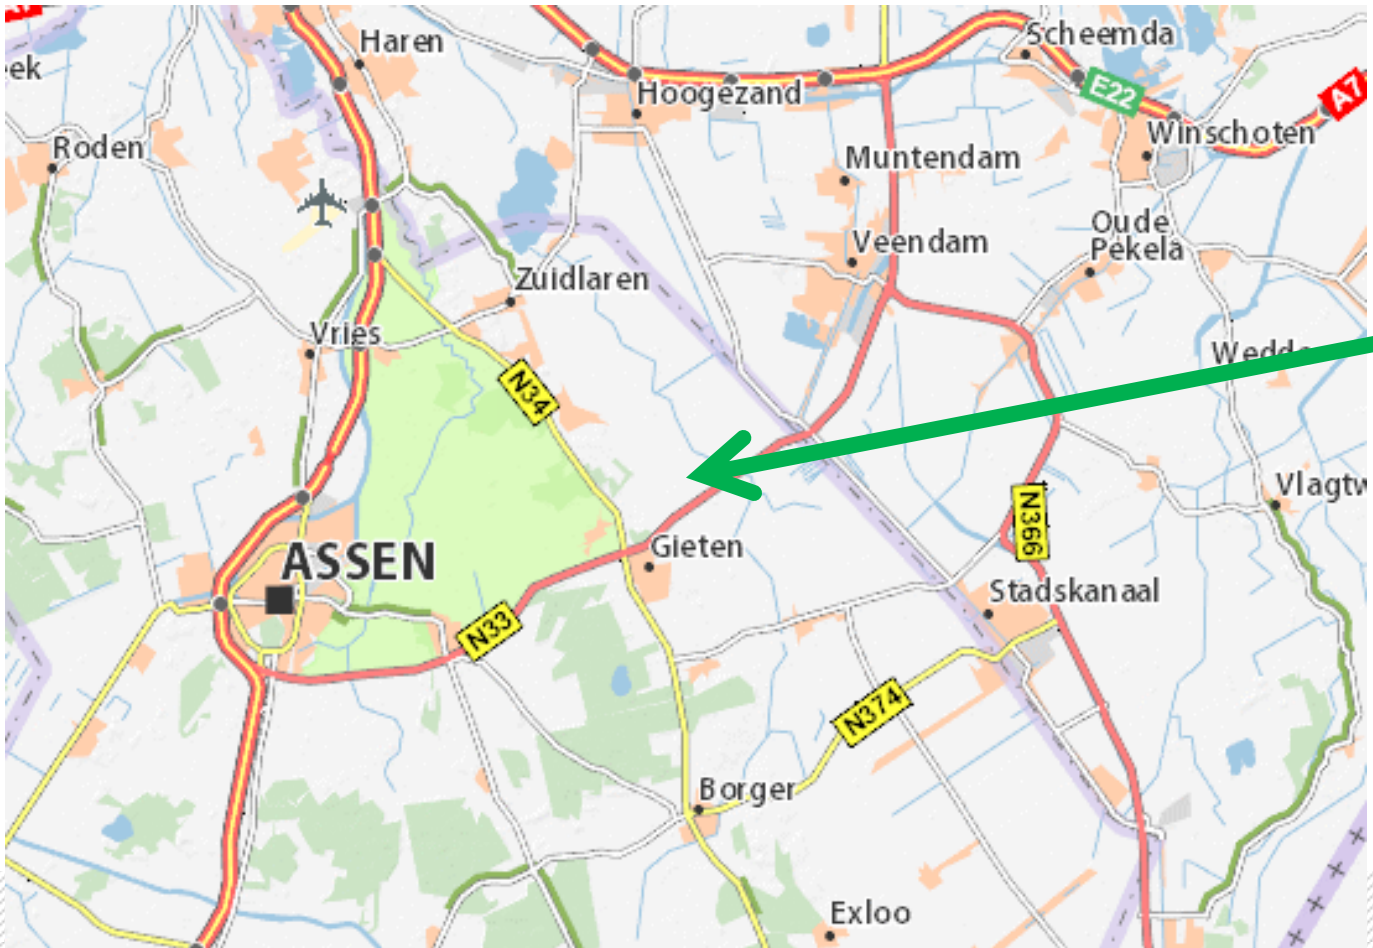 Haren
Scheemda
eek
E22
A7
Hoogezand
Winschoten
Roden
Muntendam
Oude
Pekela
Veendam
Zuidlaren
Vries
N34
Vlagtw
N366
ASSEN
Gieten
Stadskanaal
N33
N374
Borger
Exloo